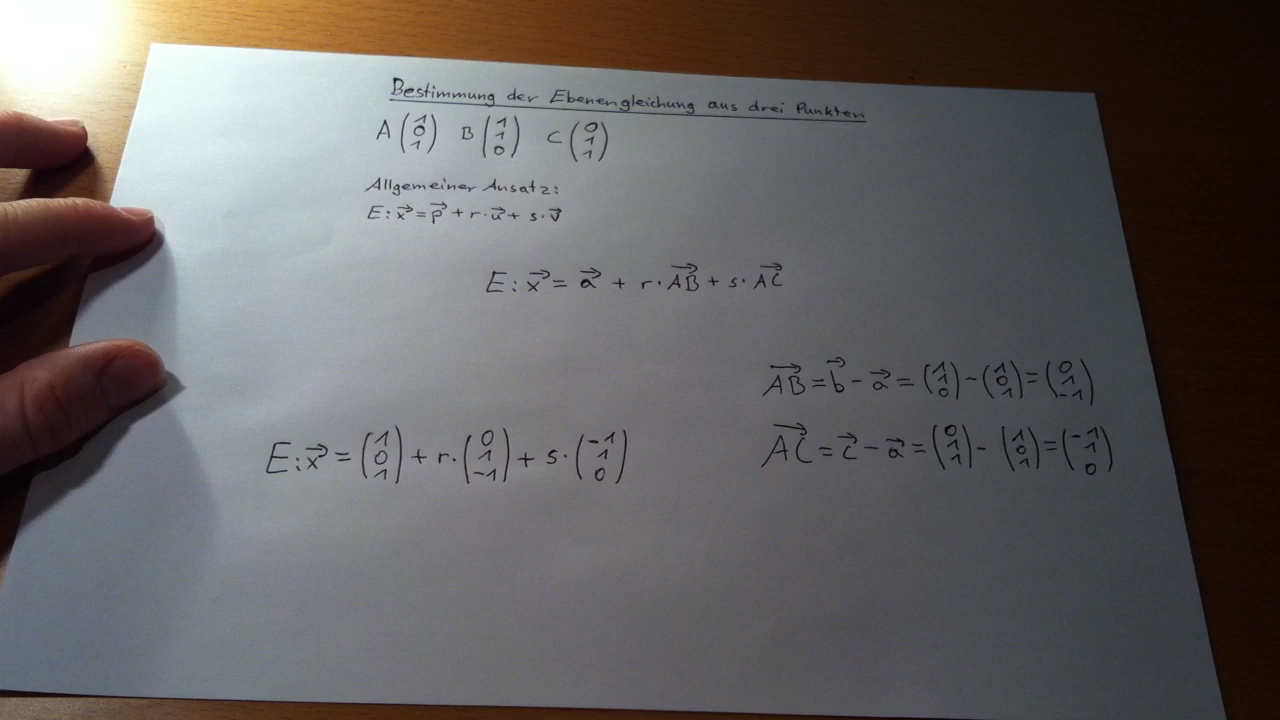 Bestimmung der Ebenengleichung aus drei Punkten
A (1 0 1) B (1 1 0) C (0 1 1)
Allgemeiner Ansatz:
E: x⃗ = p⃗ + r · u⃗ + s · v⃗
E: x⃗ = a⃗ + r · AB⃗ + s · AC⃗
AB⃗ = b⃗ - a⃗ = (1 1 0) - (1 0 1) = (0 1 -1)
AC⃗ = c⃗ - a⃗ = (0 1 1) - (1 0 1) = (-1 1 0)
E: x⃗ = (1 0 1) + r · (0 1 -1) + s · (-1 1 0)